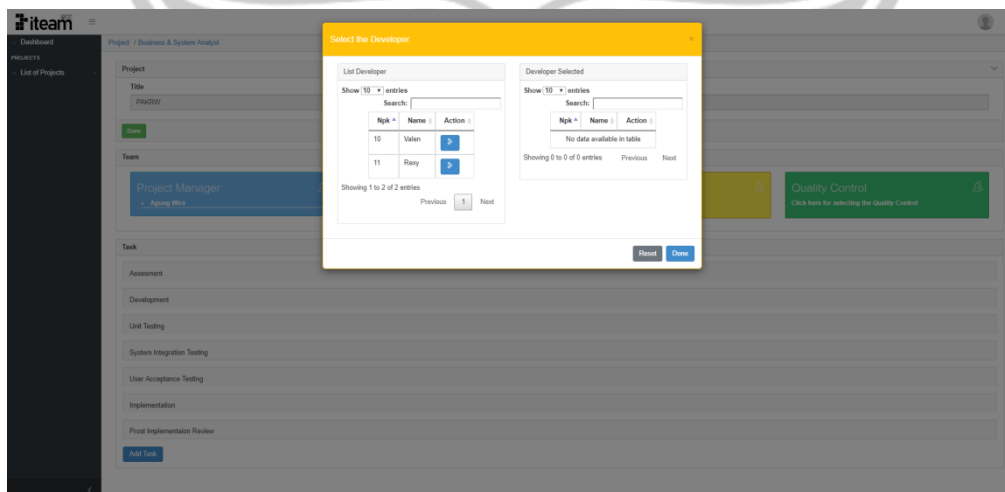 iteam
Dashboard
PROJECTS
List of Projects
Project / Business & System Analyst
Project
Title
PAKRIW
Done
Team
Project Manager
Agung Wira
Quality Control
Click here for selecting the Quality Control
Task
Assesment
Development
Unit Testing
System Integration Testing
User Acceptance Testing
Implementation
Prost Implementaion Review
Add Task
Select the Developer
×
List Developer
Show 10 entries
Search:
Npk Name Action
10 Valen
11 Rexy
Showing 1 to 2 of 2 entries
Previous 1 Next
Developer Selected
Show 10 entries
Search:
Npk Name Action
No data available in table
Showing 0 to 0 of 0 entries Previous Next
Reset Done